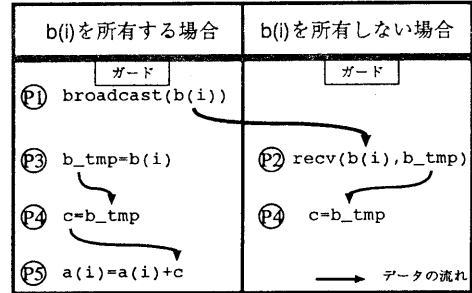 b(i)を所有する場合
b(i)を所有しない場合
ガード
ガード
P1 broadcast(b(i))
P3 b_tmp=b(i)
P2 recv(b(i),b_tmp)
P4 c=b_tmp
P4 c=b_tmp
P5 a(i)=a(i)+c
データの流れ